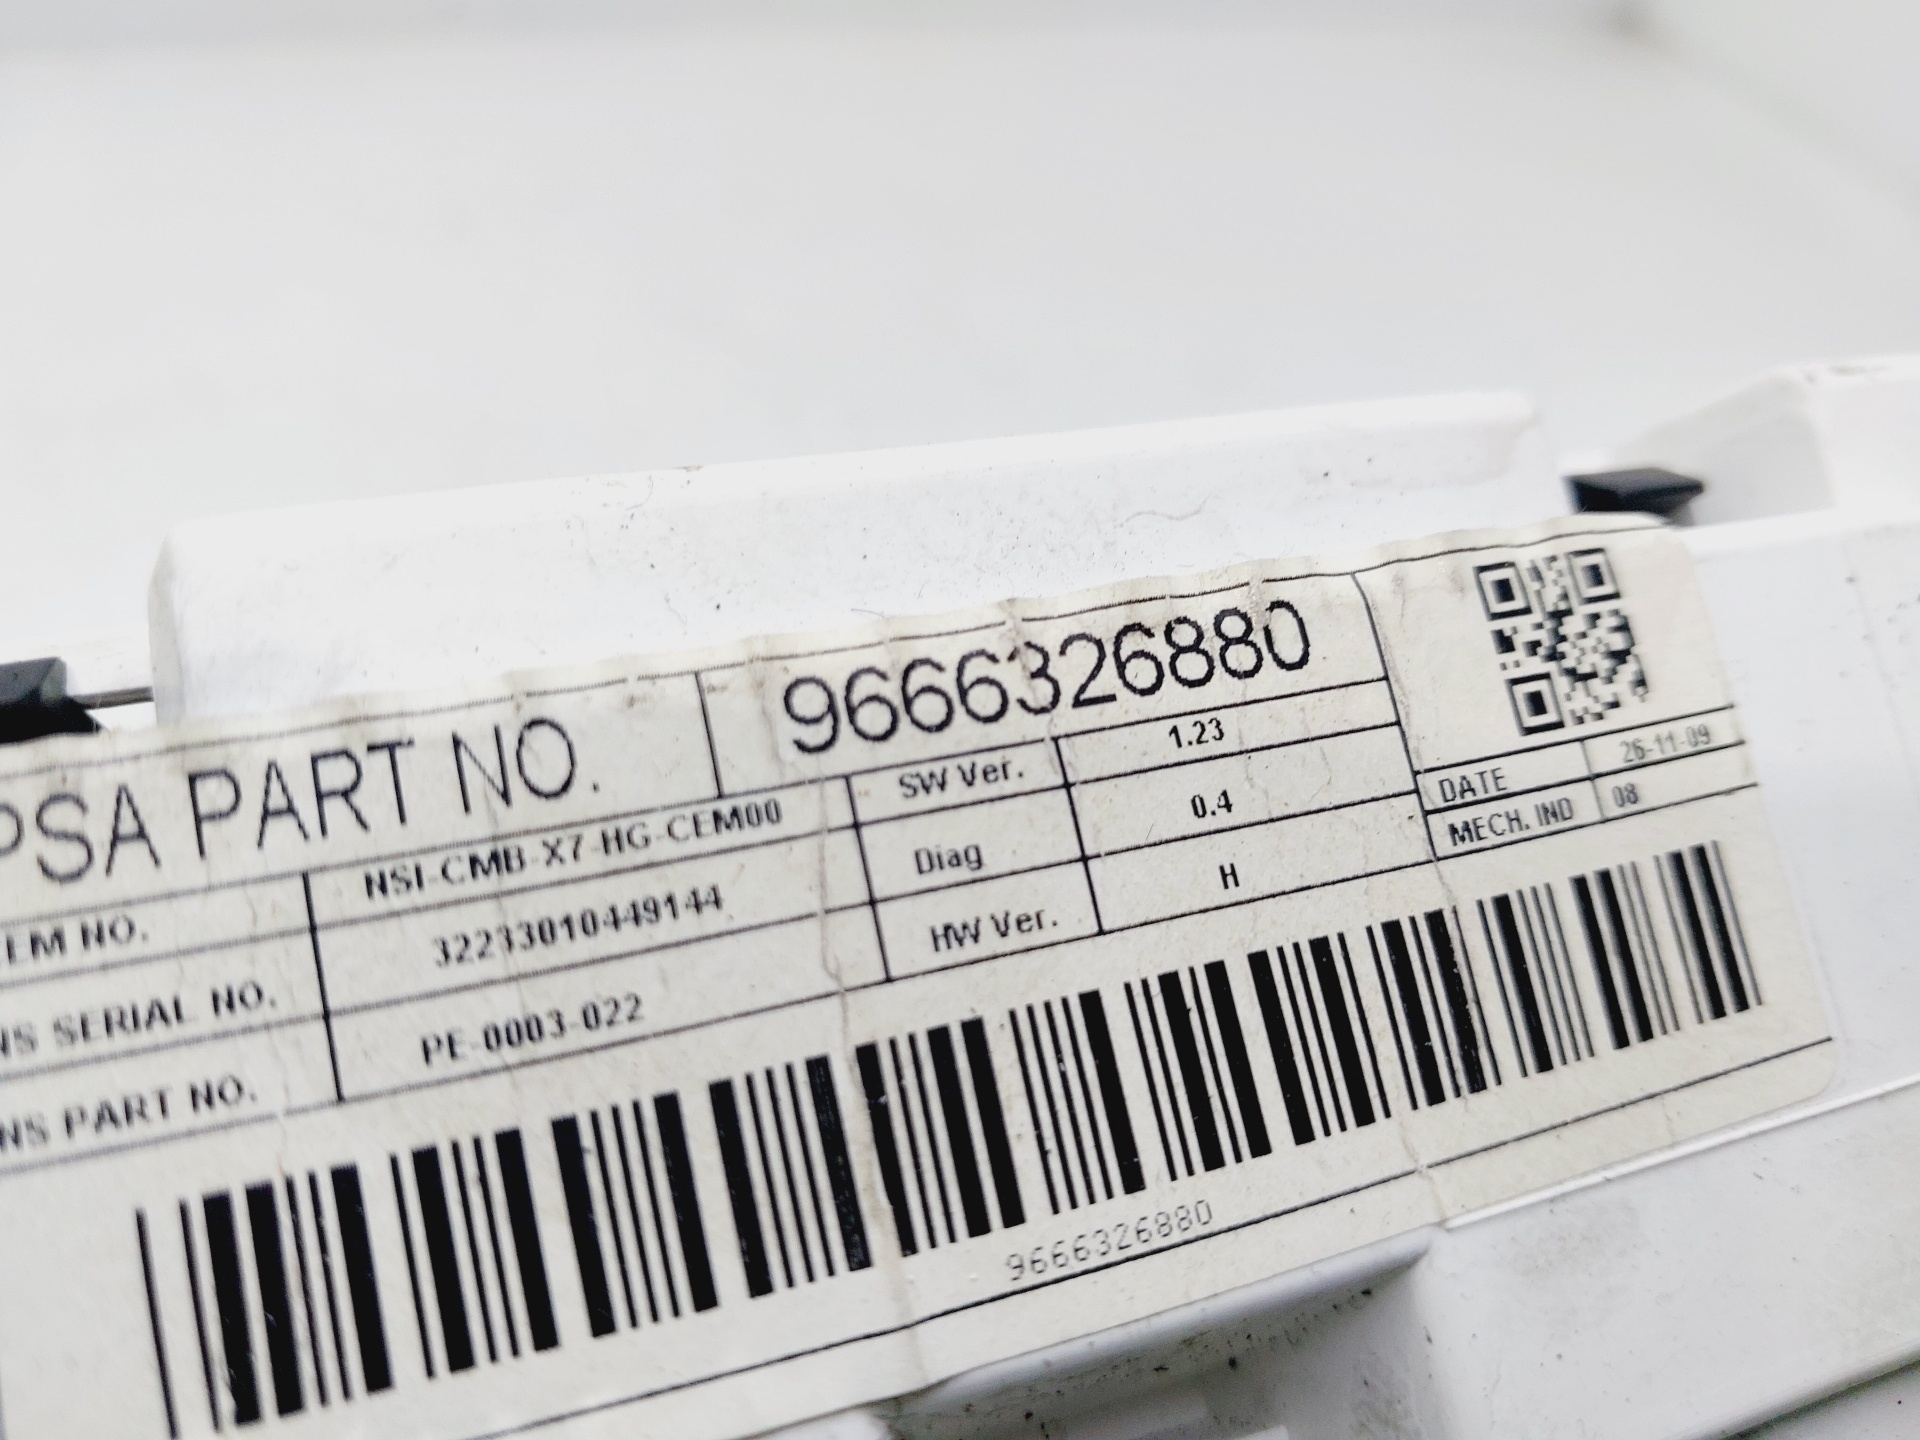 PSA PART NO. 9666326880
EM NO. NSI-CMB-X7-HG-CEM00 SW Ver. 1.23
NS SERIAL NO. 32233010449144 Diag 0.4
NS PART NO. PE-0003-022 HW Ver. H
DATE 26-11-09
MECH. IND 08
9666326880